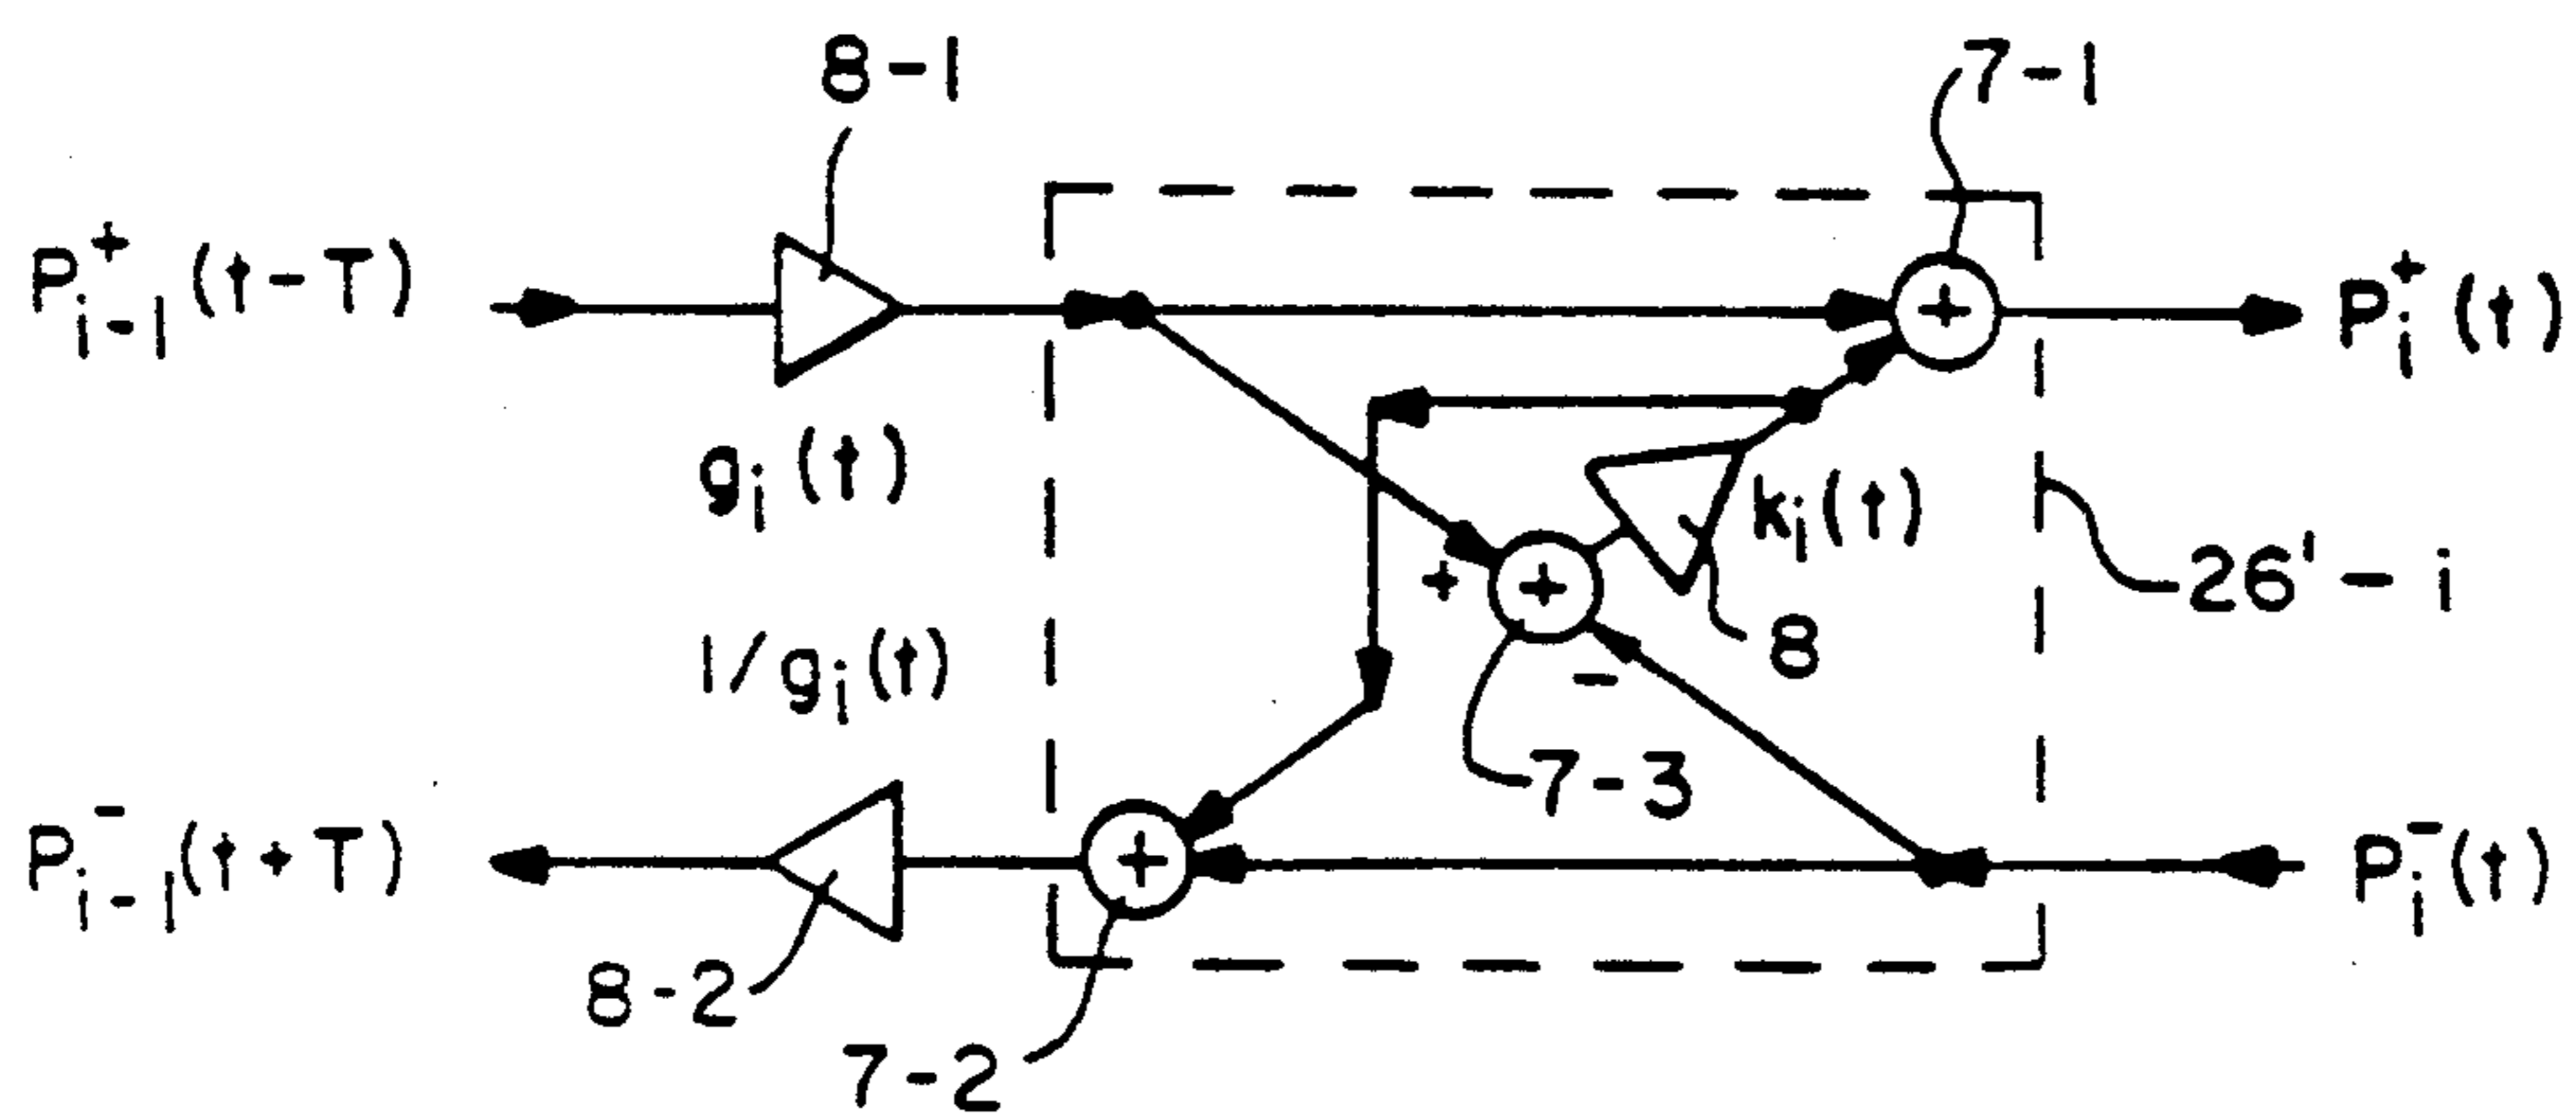 8-1
7-1
P⁺ᵢ₋₁(t-T)
+
P⁺ᵢ(t)
gᵢ(t)
kᵢ(t)
+
+
26'-i
1/gᵢ(t)
8
-
7-3
P⁻ᵢ₋₁(t+T)
+
P⁻ᵢ(t)
8-2
7-2